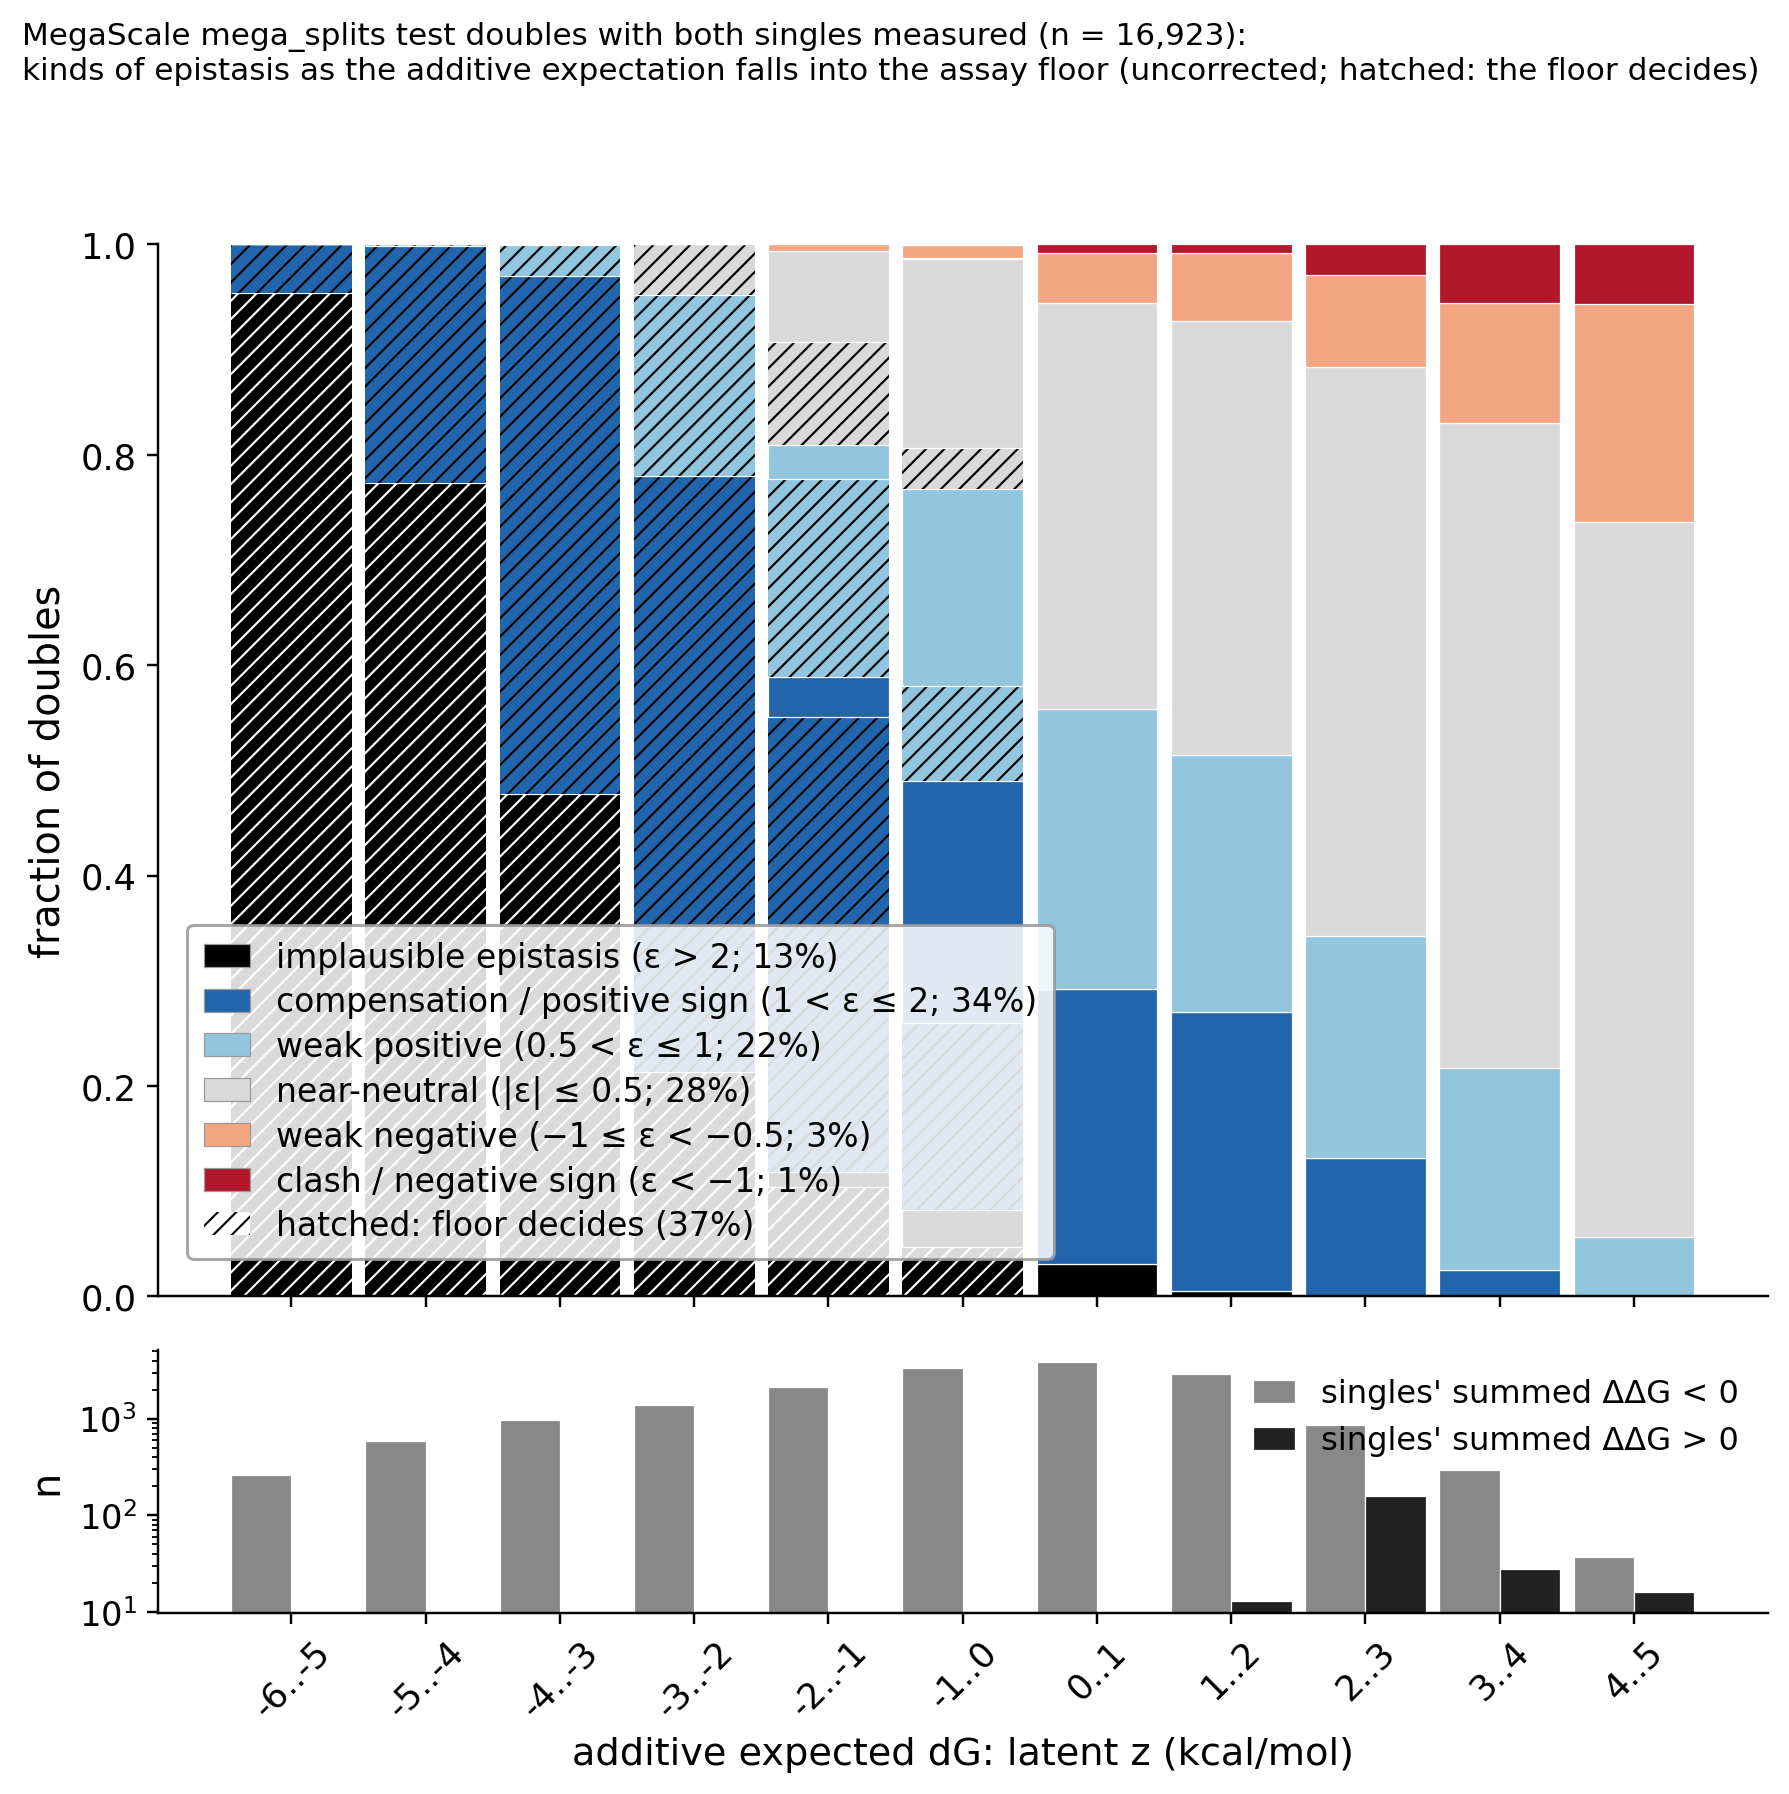 MegaScale mega_splits test doubles with both singles measured (n = 16,923):
kinds of epistasis as the additive expectation falls into the assay floor (uncorrected; hatched: the floor decides)
fraction of doubles
1.0
0.8
0.6
0.4
0.2
0.0
implausible epistasis (ε > 2; 13%)
compensation / positive sign (1 < ε ≤ 2; 34%)
weak positive (0.5 < ε ≤ 1; 22%)
near-neutral (|ε| ≤ 0.5; 28%)
weak negative (−1 ≤ ε < −0.5; 3%)
clash / negative sign (ε < −1; 1%)
hatched: floor decides (37%)
n
10³
10²
10¹
singles' summed ΔΔG < 0
singles' summed ΔΔG > 0
-6..-5
-5..-4
-4..-3
-3..-2
-2..-1
-1..0
0..1
1..2
2..3
3..4
4..5
additive expected dG: latent z (kcal/mol)